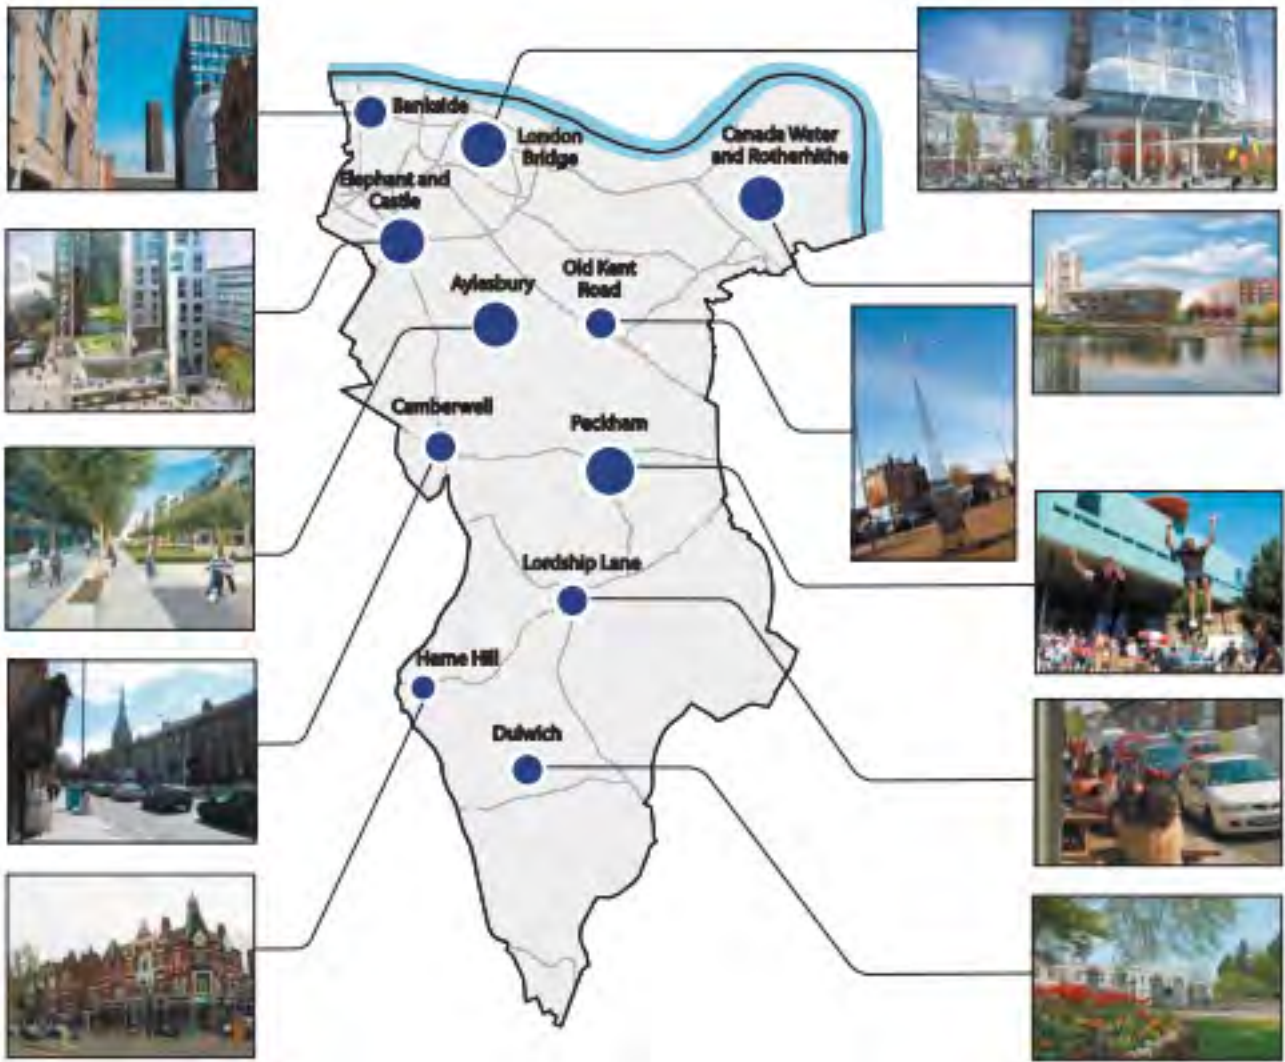 Bankside
London
Bridge
Canada Water
and Rotherhithe
Elephant and
Castle
Aylesbury
Old Kent
Road
Camberwell
Peckham
Lordship Lane
Herne Hill
Dulwich